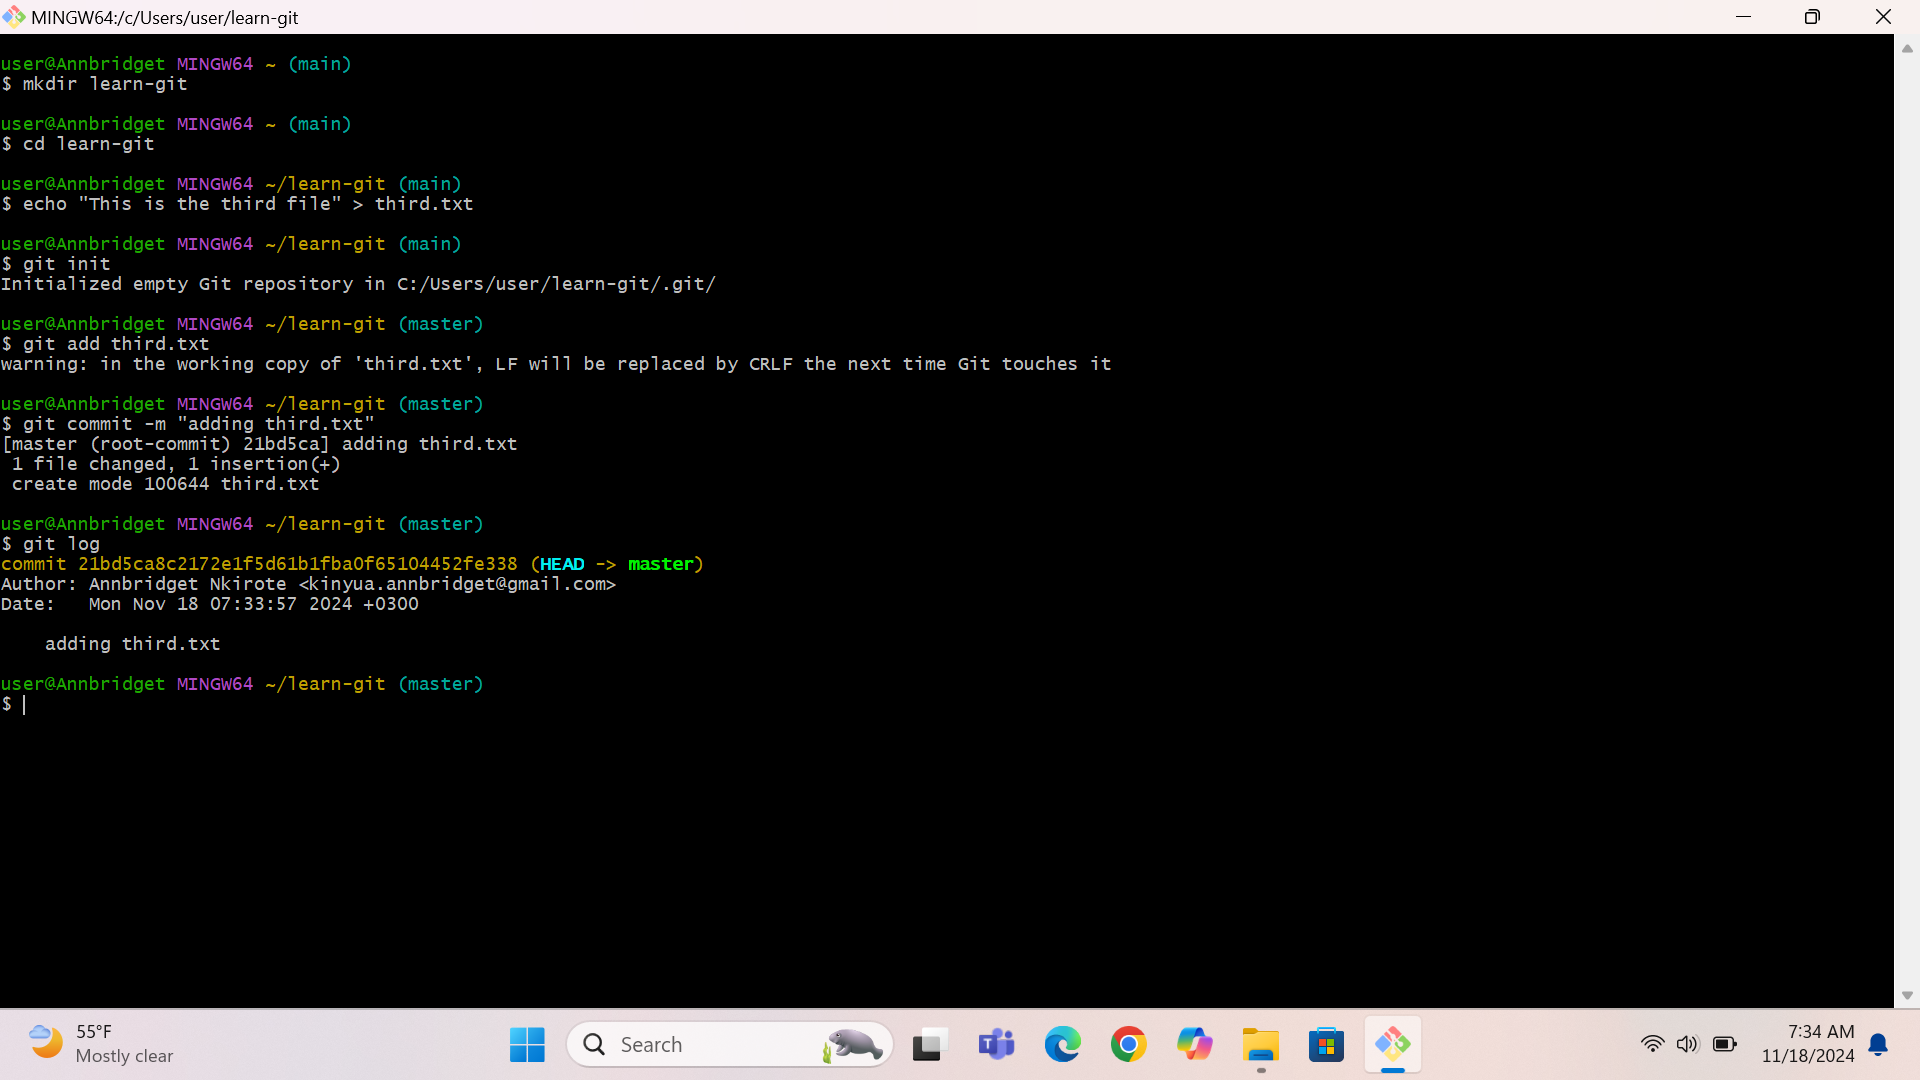 MINGW64:/c/Users/user/learn-git
user@Annbridget MINGW64 ~ (main)
$ mkdir learn-git
user@Annbridget MINGW64 ~ (main)
$ cd learn-git
user@Annbridget MINGW64 ~/learn-git (main)
$ echo "This is the third file" > third.txt
user@Annbridget MINGW64 ~/learn-git (main)
$ git init
Initialized empty Git repository in C:/Users/user/learn-git/.git/
user@Annbridget MINGW64 ~/learn-git (master)
$ git add third.txt
warning: in the working copy of 'third.txt', LF will be replaced by CRLF the next time Git touches it
user@Annbridget MINGW64 ~/learn-git (master)
$ git commit -m "adding third.txt"
[master (root-commit) 21bd5ca] adding third.txt
 1 file changed, 1 insertion(+)
 create mode 100644 third.txt
user@Annbridget MINGW64 ~/learn-git (master)
$ git log
commit 21bd5ca8c2172e1f5d61b1fba0f65104452fe338 (HEAD -> master)
Author: Annbridget Nkirote <kinyua.annbridget@gmail.com>
Date:   Mon Nov 18 07:33:57 2024 +0300
    adding third.txt
user@Annbridget MINGW64 ~/learn-git (master)
$
55°F
Mostly clear
Search
7:34 AM
11/18/2024